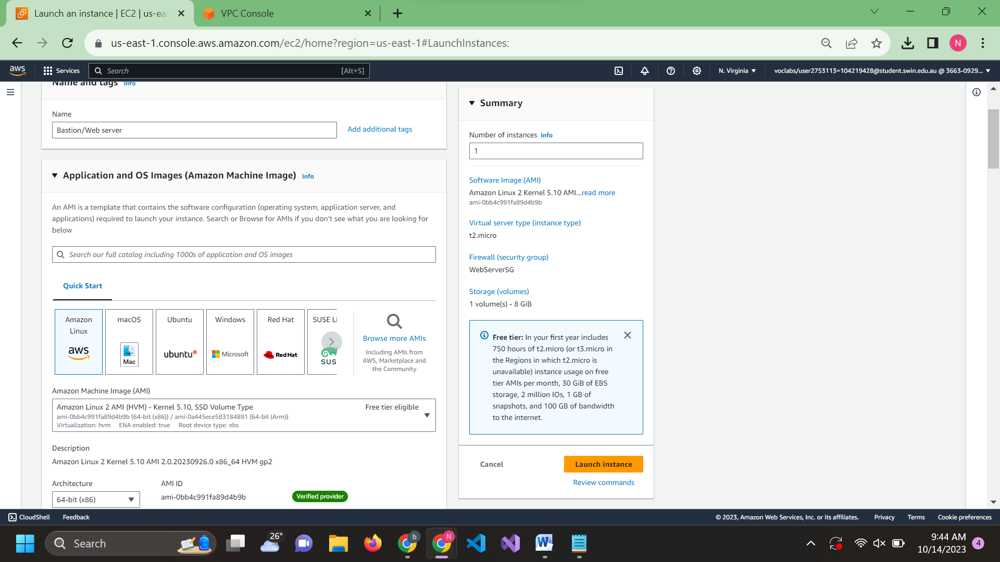 Launch an instance | EC2 | us-eas
VPC Console
us-east-1.console.aws.amazon.com/ec2/home?region=us-east-1#LaunchInstances:
N
aws
Services
Search
[Alt+S]
N. Virginia
voclabs/user2753113=104219428@student.swin.edu.au @ 3663-0929...
Name and tags Info
Name
Bastion/Web server
Add additional tags
Application and OS Images (Amazon Machine Image) Info
An AMI is a template that contains the software configuration (operating system, application server, and
applications) required to launch your instance. Search or Browse for AMIs if you don't see what you are looking for
below
Search our full catalog including 1000s of application and OS images
Quick Start
Amazon
Linux
aws
macOS
Mac
Ubuntu
ubuntu
Windows
Microsoft
Red Hat
Red Hat
SUSE Li
SUS
Browse more AMIs
Including AMIs from
AWS, Marketplace and
the Community
Amazon Machine Image (AMI)
Amazon Linux 2 AMI (HVM) - Kernel 5.10, SSD Volume Type
Free tier eligible
ami-0bb4c991fa89d4b9b (64-bit (x86)) / ami-0a445ece583184891 (64-bit (Arm))
Virtualization: hvm ENA enabled: true Root device type: ebs
Description
Amazon Linux 2 Kernel 5.10 AMI 2.0.20230926.0 x86_64 HVM gp2
Architecture
64-bit (x86)
AMI ID
ami-0bb4c991fa89d4b9b
Verified provider
Summary
Number of instances Info
1
Software Image (AMI)
Amazon Linux 2 Kernel 5.10 AMI...read more
ami-0bb4c991fa89d4b9b
Virtual server type (instance type)
t2.micro
Firewall (security group)
WebServerSG
Storage (volumes)
1 volume(s) - 8 GiB
Free tier: In your first year includes
750 hours of t2.micro (or t3.micro in
the Regions in which t2.micro is
unavailable) instance usage on free
tier AMIs per month, 30 GiB of EBS
storage, 2 million IOs, 1 GB of
snapshots, and 100 GB of bandwidth
to the internet.
Cancel
Launch instance
Review commands
CloudShell
Feedback
© 2023, Amazon Web Services, Inc. or its affiliates.
Privacy
Terms
Cookie preferences
Search
26°
b
N
W
9:44 AM
10/14/2023
4